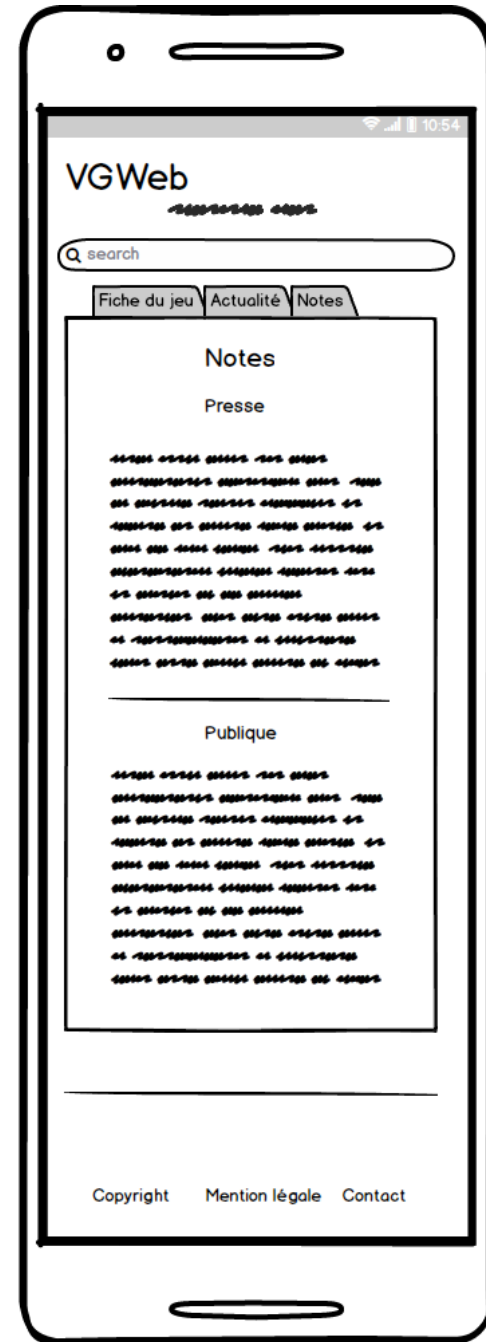 10:54
VGWeb
search
Fiche du jeu Actualité Notes
Notes
Presse
Publique
Copyright Mention légale Contact